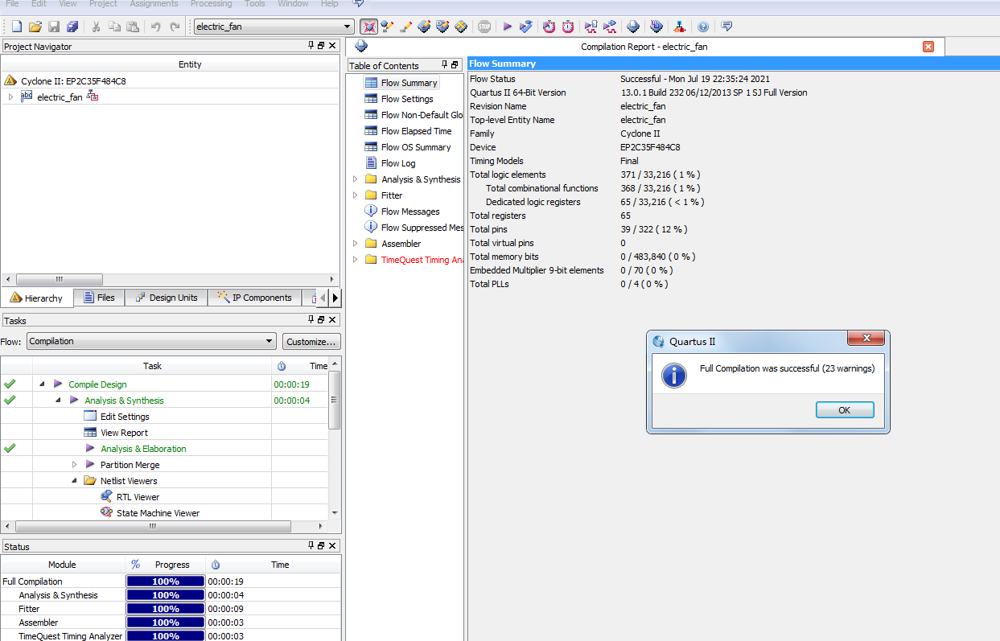 File Edit View Project Assignments Processing Tools Window Help
electric_fan
STOP
Project Navigator
Entity
Cyclone II: EP2C35F484C8
abd electric_fan
Hierarchy Files Design Units IP Components
Tasks
Flow: Compilation Customize...
Task Time
Compile Design 00:00:19
Analysis & Synthesis 00:00:04
Edit Settings
View Report
Analysis & Elaboration
Partition Merge
Netlist Viewers
RTL Viewer
State Machine Viewer
Status
Module % Progress Time
Full Compilation 100% 00:00:19
Analysis & Synthesis 100% 00:00:04
Fitter 100% 00:00:09
Assembler 100% 00:00:03
TimeQuest Timing Analyzer 100% 00:00:03
Compilation Report - electric_fan
Table of Contents
Flow Summary
Flow Settings
Flow Non-Default Glo
Flow Elapsed Time
Flow OS Summary
Flow Log
Analysis & Synthesis
Fitter
Flow Messages
Flow Suppressed Mes
Assembler
TimeQuest Timing Ana
Flow Summary
Flow Status Successful - Mon Jul 19 22:35:24 2021
Quartus II 64-Bit Version 13.0.1 Build 232 06/12/2013 SP 1 SJ Full Version
Revision Name electric_fan
Top-level Entity Name electric_fan
Family Cyclone II
Device EP2C35F484C8
Timing Models Final
Total logic elements 371 / 33,216 ( 1 % )
Total combinational functions 368 / 33,216 ( 1 % )
Dedicated logic registers 65 / 33,216 ( < 1 % )
Total registers 65
Total pins 39 / 322 ( 12 % )
Total virtual pins 0
Total memory bits 0 / 483,840 ( 0 % )
Embedded Multiplier 9-bit elements 0 / 70 ( 0 % )
Total PLLs 0 / 4 ( 0 % )
Quartus II
Full Compilation was successful (23 warnings)
OK